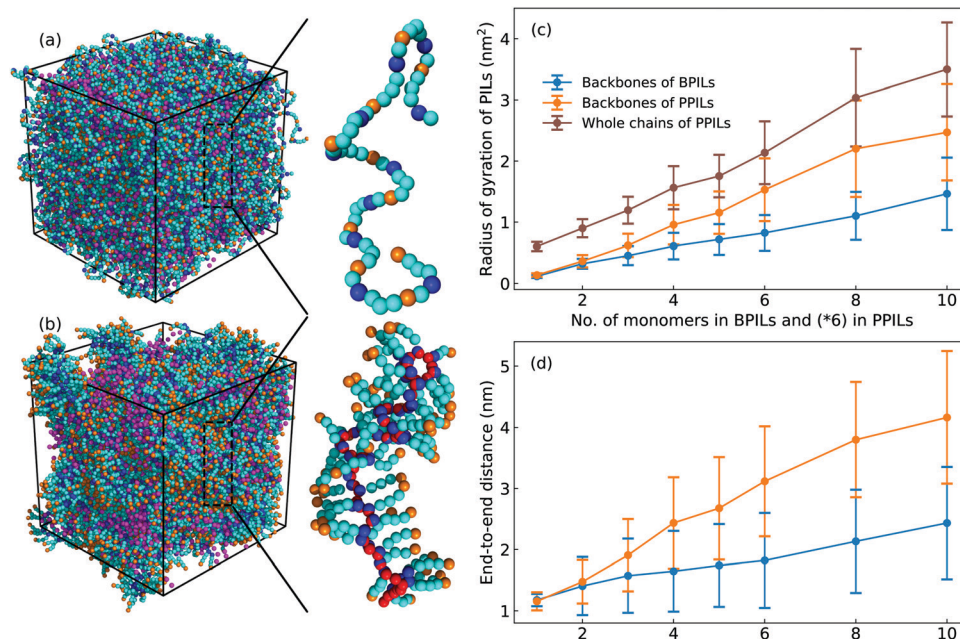 (a)
(b)
(c)
Radius of gyration of PILs (nm²)
4
3
2
1
0
Backbones of BPILs
Backbones of PPILs
Whole chains of PPILs
2 4 6 8 10
No. of monomers in BPILs and (*6) in PPILs
(d)
End-to-end distance (nm)
5
4
3
2
1
2 4 6 8 10